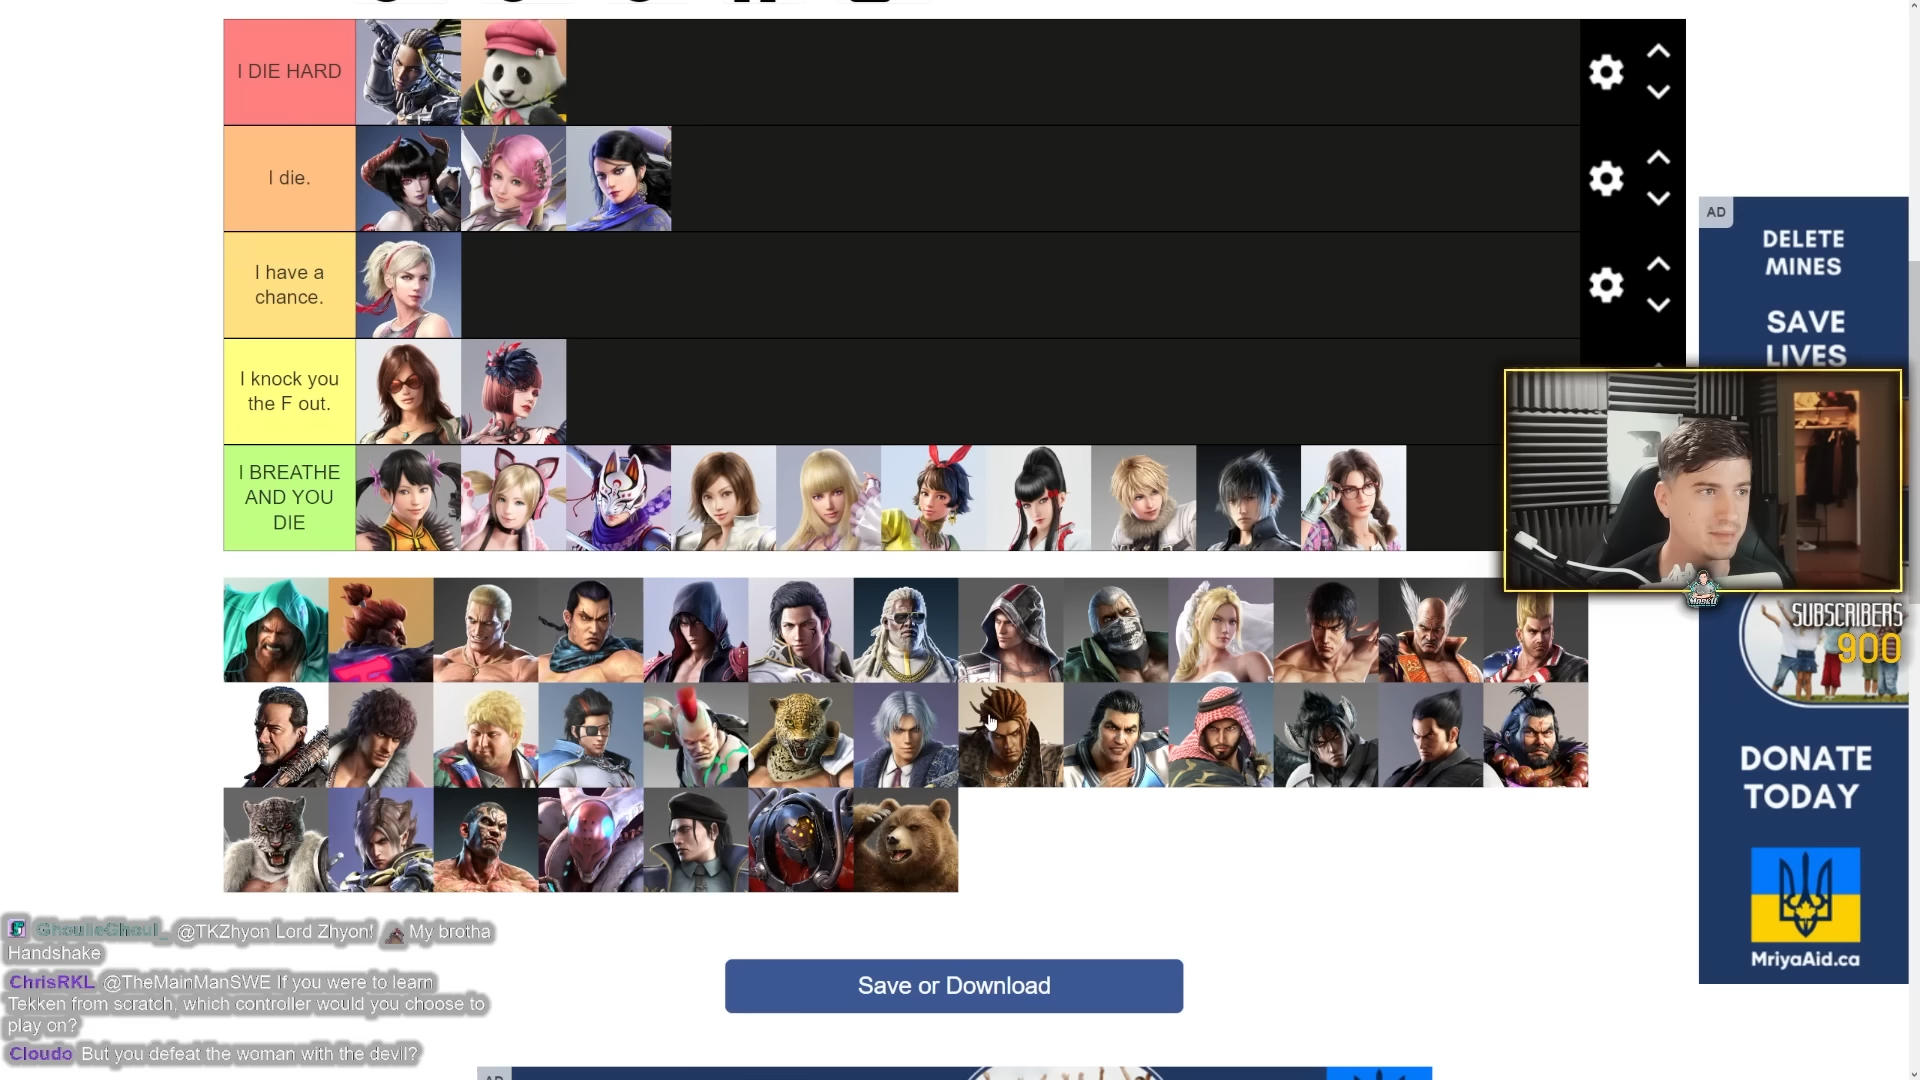 I DIE HARD
I die.
I have a
chance.
I knock you
the F out.
I BREATHE
AND YOU
DIE
AD
DELETE
MINES
SAVE
LIVES
SUBSCRIBERS
900
DONATE
TODAY
MriyaAid.ca
GhoulieGhoul_ @TKZhyon Lord Zhyon! My brotha
Handshake
ChrisRKL @TheMainManSWE If you were to learn
Tekken from scratch, which controller would you choose to
play on?
Cloudo But you defeat the woman with the devil?
Save or Download
AD